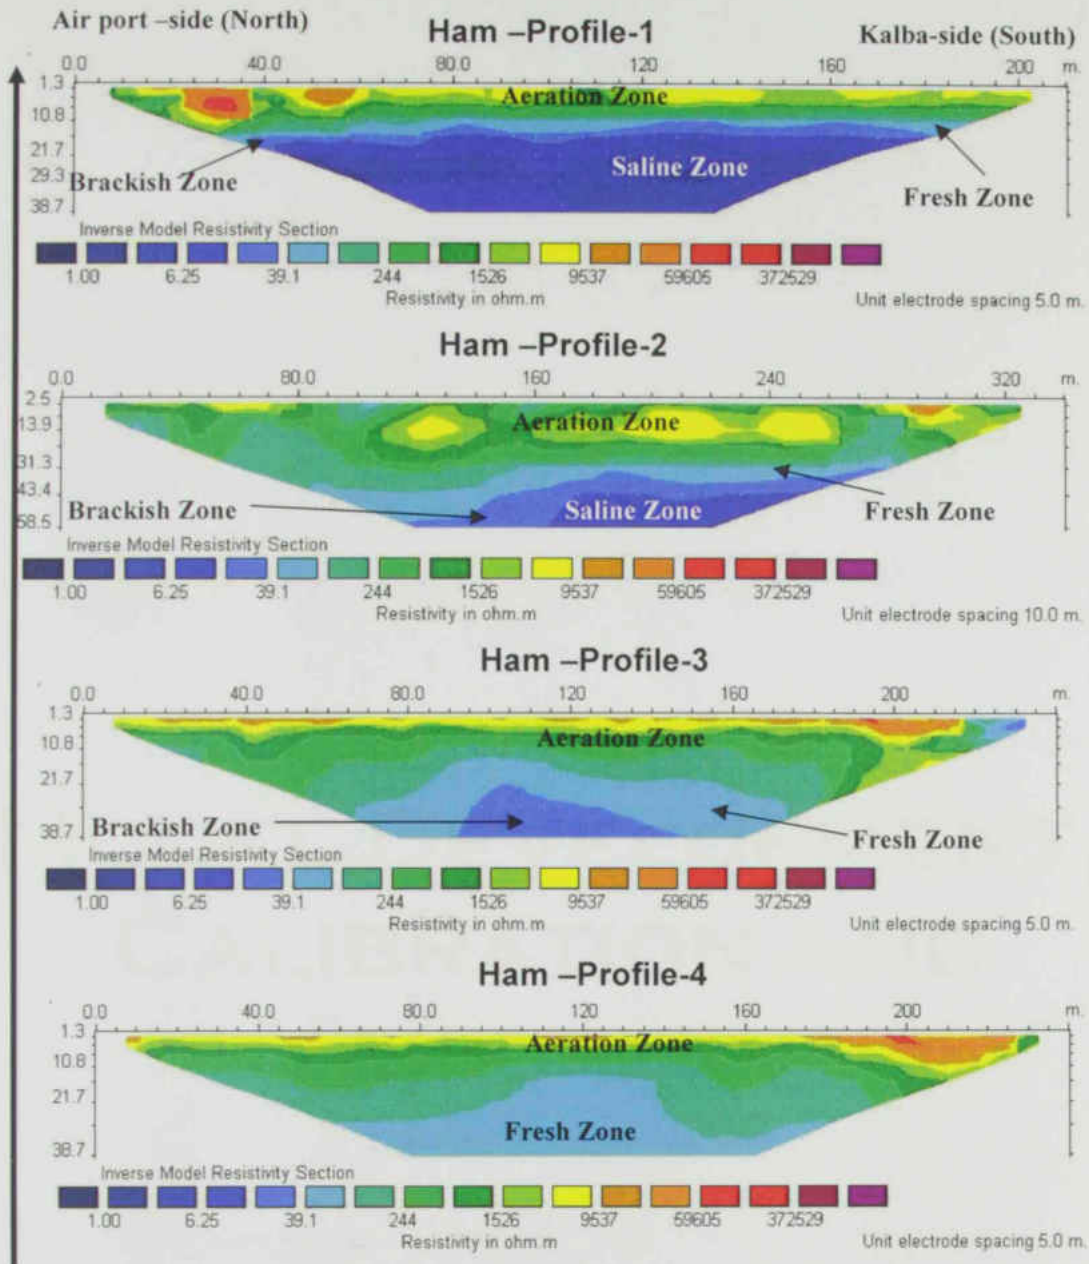 Air port –side (North)
Ham –Profile-1
Kalba-side (South)
0.0 40.0 80.0 120 160 200 m.
1.3
10.8
21.7
29.3
38.7
Aeration Zone
Saline Zone
Brackish Zone
Fresh Zone
Inverse Model Resistivity Section
1.00 6.25 39.1 244 1526 9537 59605 372529
Resistivity in ohm.m
Unit electrode spacing 5.0 m.
Ham –Profile-2
0.0 80.0 160 240 320 m.
2.5
13.9
31.3
43.4
58.5
Aeration Zone
Brackish Zone
Saline Zone
Fresh Zone
Inverse Model Resistivity Section
1.00 6.25 39.1 244 1526 9537 59605 372529
Resistivity in ohm.m
Unit electrode spacing 10.0 m.
Ham –Profile-3
0.0 40.0 80.0 120 160 200 m.
1.3
10.8
21.7
38.7
Aeration Zone
Brackish Zone
Fresh Zone
Inverse Model Resistivity Section
1.00 6.25 39.1 244 1526 9537 59605 372529
Resistivity in ohm.m
Unit electrode spacing 5.0 m.
CALIBRATION
Ham –Profile-4
0.0 40.0 80.0 120 160 200 m.
1.3
10.8
21.7
38.7
Aeration Zone
Fresh Zone
Inverse Model Resistivity Section
1.00 6.25 39.1 244 1526 9537 59605 372529
Resistivity in ohm.m
Unit electrode spacing 5.0 m.